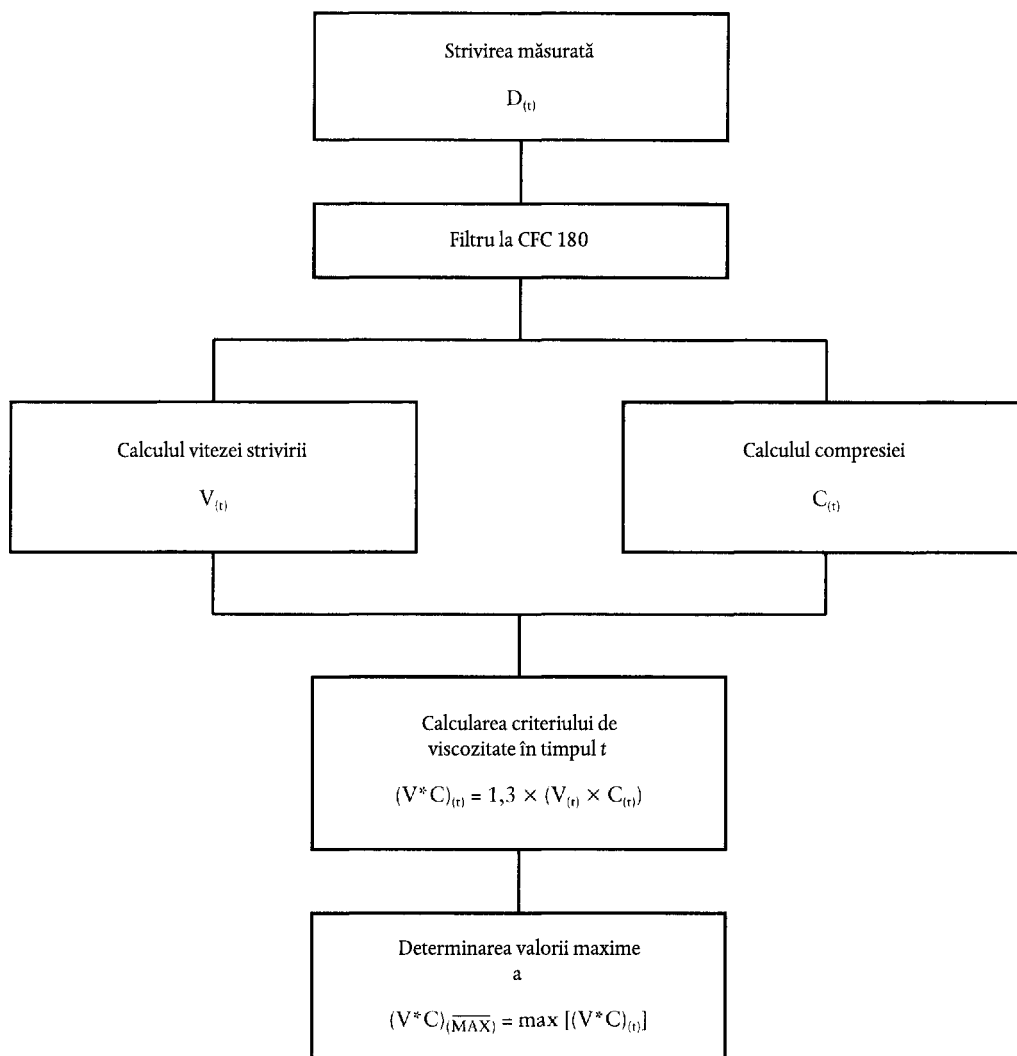 Strivirea măsurată
D(t)
Filtru la CFC 180
Calculul vitezei strivirii
V(t)
Calculul compresiei
C(t)
Calcularea criteriului de
viscozitate în timpul t
(V*C)(t) = 1,3 × (V(t) × C(t))
Determinarea valorii maxime
a
(V*C)(MAX) = max [(V*C)(t)]